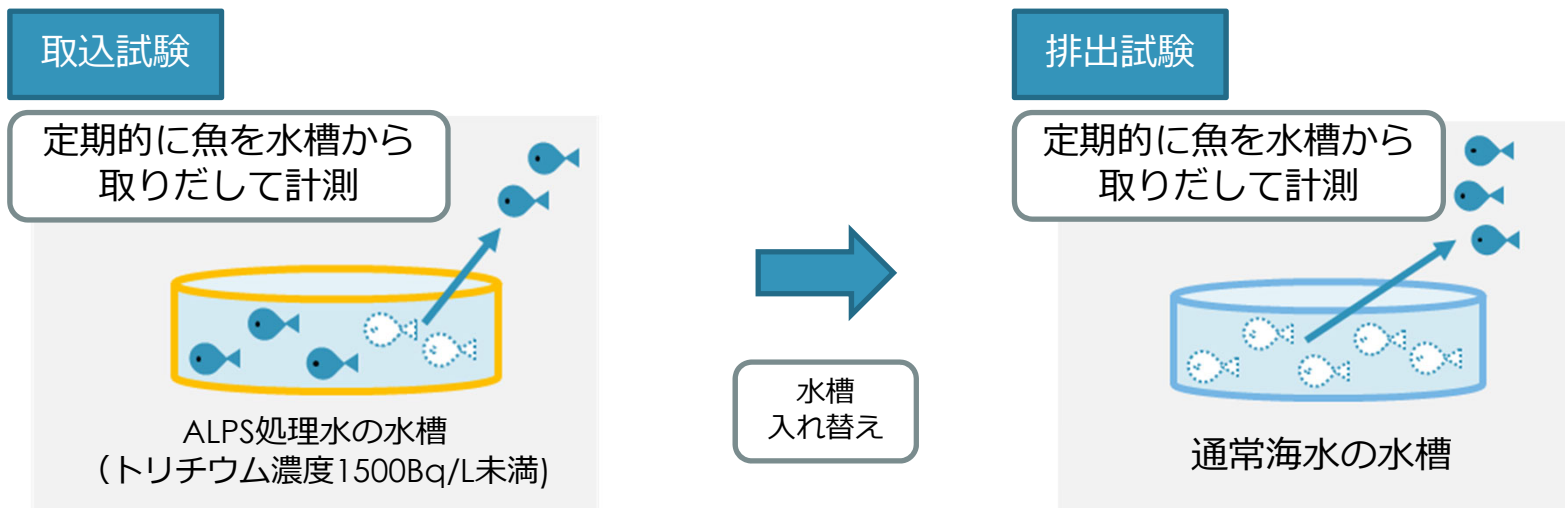 取込試験
定期的に魚を水槽から
取りだして計測
ALPS処理水の水槽
（トリチウム濃度1500Bq/L未満)
水槽
入れ替え
排出試験
定期的に魚を水槽から
取りだして計測
通常海水の水槽